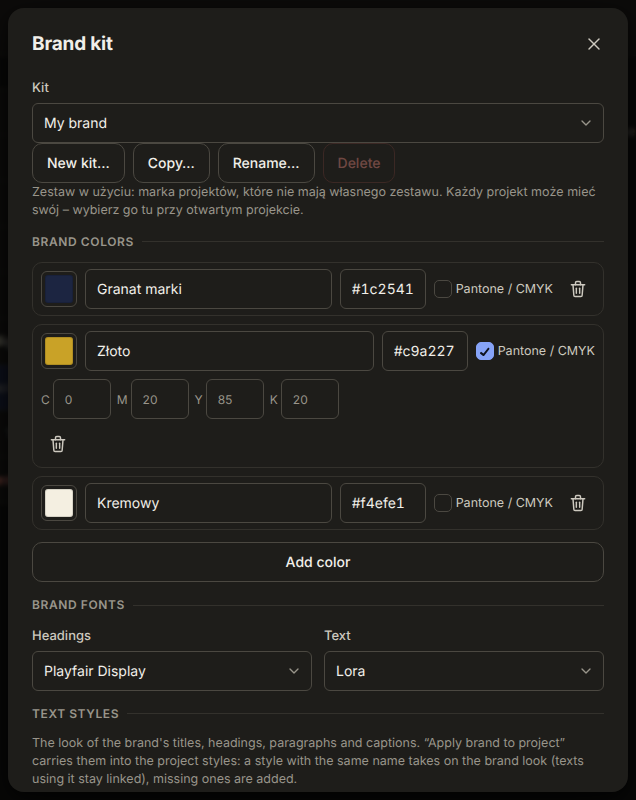 Brand kit
Kit
My brand
New kit...
Copy...
Rename...
Delete
Zestaw w użyciu: marka projektów, które nie mają własnego zestawu. Każdy projekt może mieć
swój – wybierz go tu przy otwartym projekcie.
BRAND COLORS
Granat marki
#1c2541
Pantone / CMYK
Złoto
#c9a227
Pantone / CMYK
C 0 M 20 Y 85 K 20
Kremowy
#f4efe1
Pantone / CMYK
Add color
BRAND FONTS
Headings
Text
Playfair Display
Lora
TEXT STYLES
The look of the brand's titles, headings, paragraphs and captions. “Apply brand to project”
carries them into the project styles: a style with the same name takes on the brand look (texts
using it stay linked), missing ones are added.